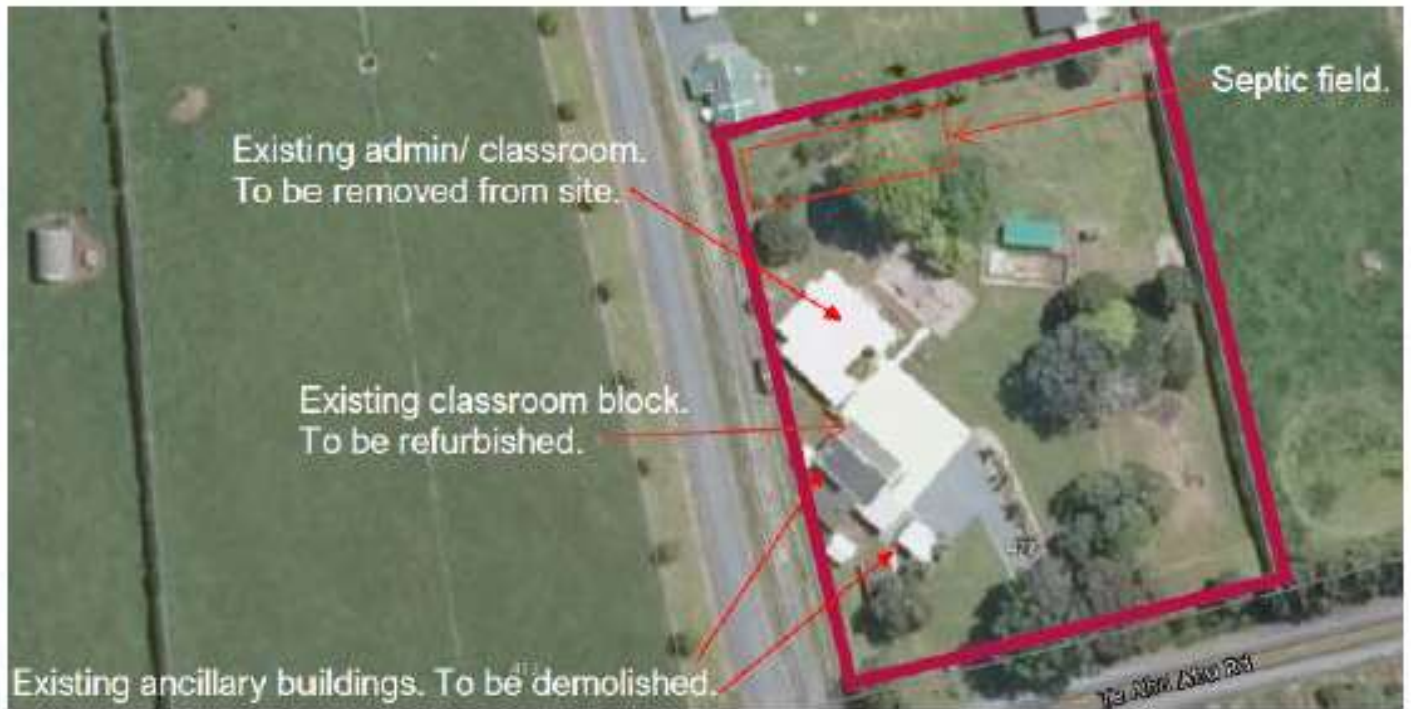 Septic field.
Existing admin/ classroom.
To be removed from site.
Existing classroom block.
To be refurbished.
Existing ancillary buildings. To be demolished.
Rd